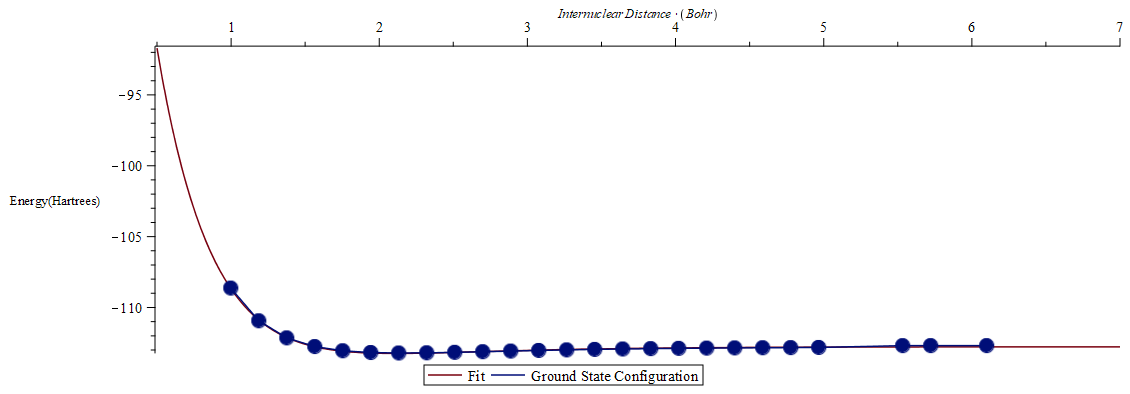 Internuclear Distance · (Bohr)
1 2 3 4 5 6 7
−95
−100
Energy(Hartrees)
−105
−110
Fit Ground State Configuration